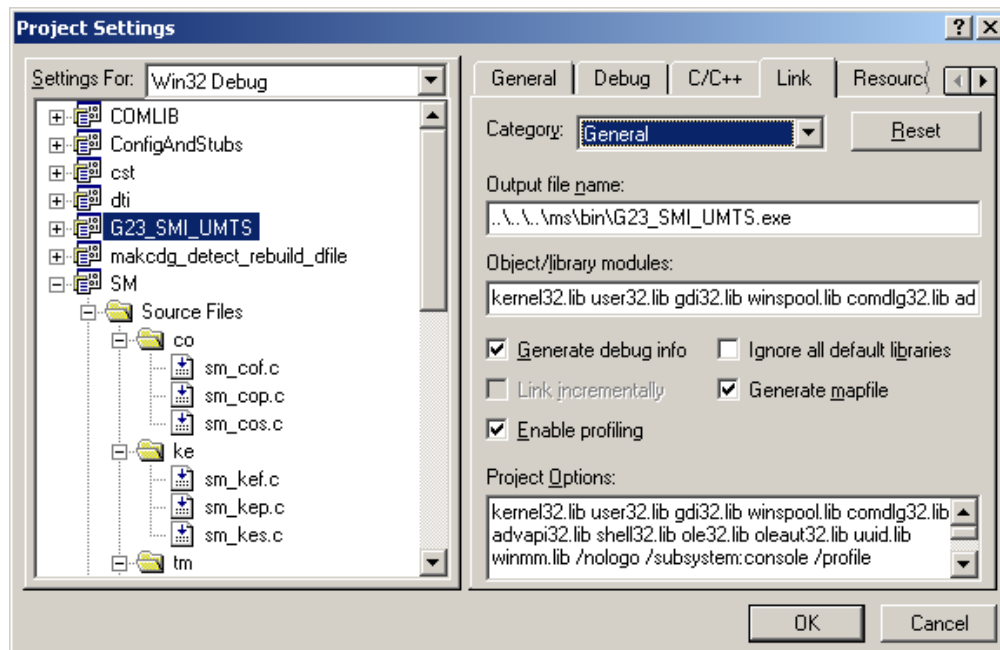 Project Settings
Settings For: Win32 Debug
COMLIB
ConfigAndStubs
cst
dti
G23_SMI_UMTS
makcdg_detect_rebuild_dfile
SM
Source Files
co
sm_cof.c
sm_cop.c
sm_cos.c
ke
sm_kef.c
sm_kep.c
sm_kes.c
tm
General Debug C/C++ Link
Category: General Reset
Output file name:
..\..\..\ms\bin\G23_SMI_UMTS.exe
Object/library modules:
kernel32.lib user32.lib gdi32.lib winspool.lib comdlg32.lib ad
Generate debug info Ignore all default libraries
Link incrementally Generate mapfile
Enable profiling
Project Options:
kernel32.lib user32.lib gdi32.lib winspool.lib comdlg32.lib
advapi32.lib shell32.lib ole32.lib oleaut32.lib uuid.lib
winmm.lib /nologo /subsystem:console /profile
OK Cancel